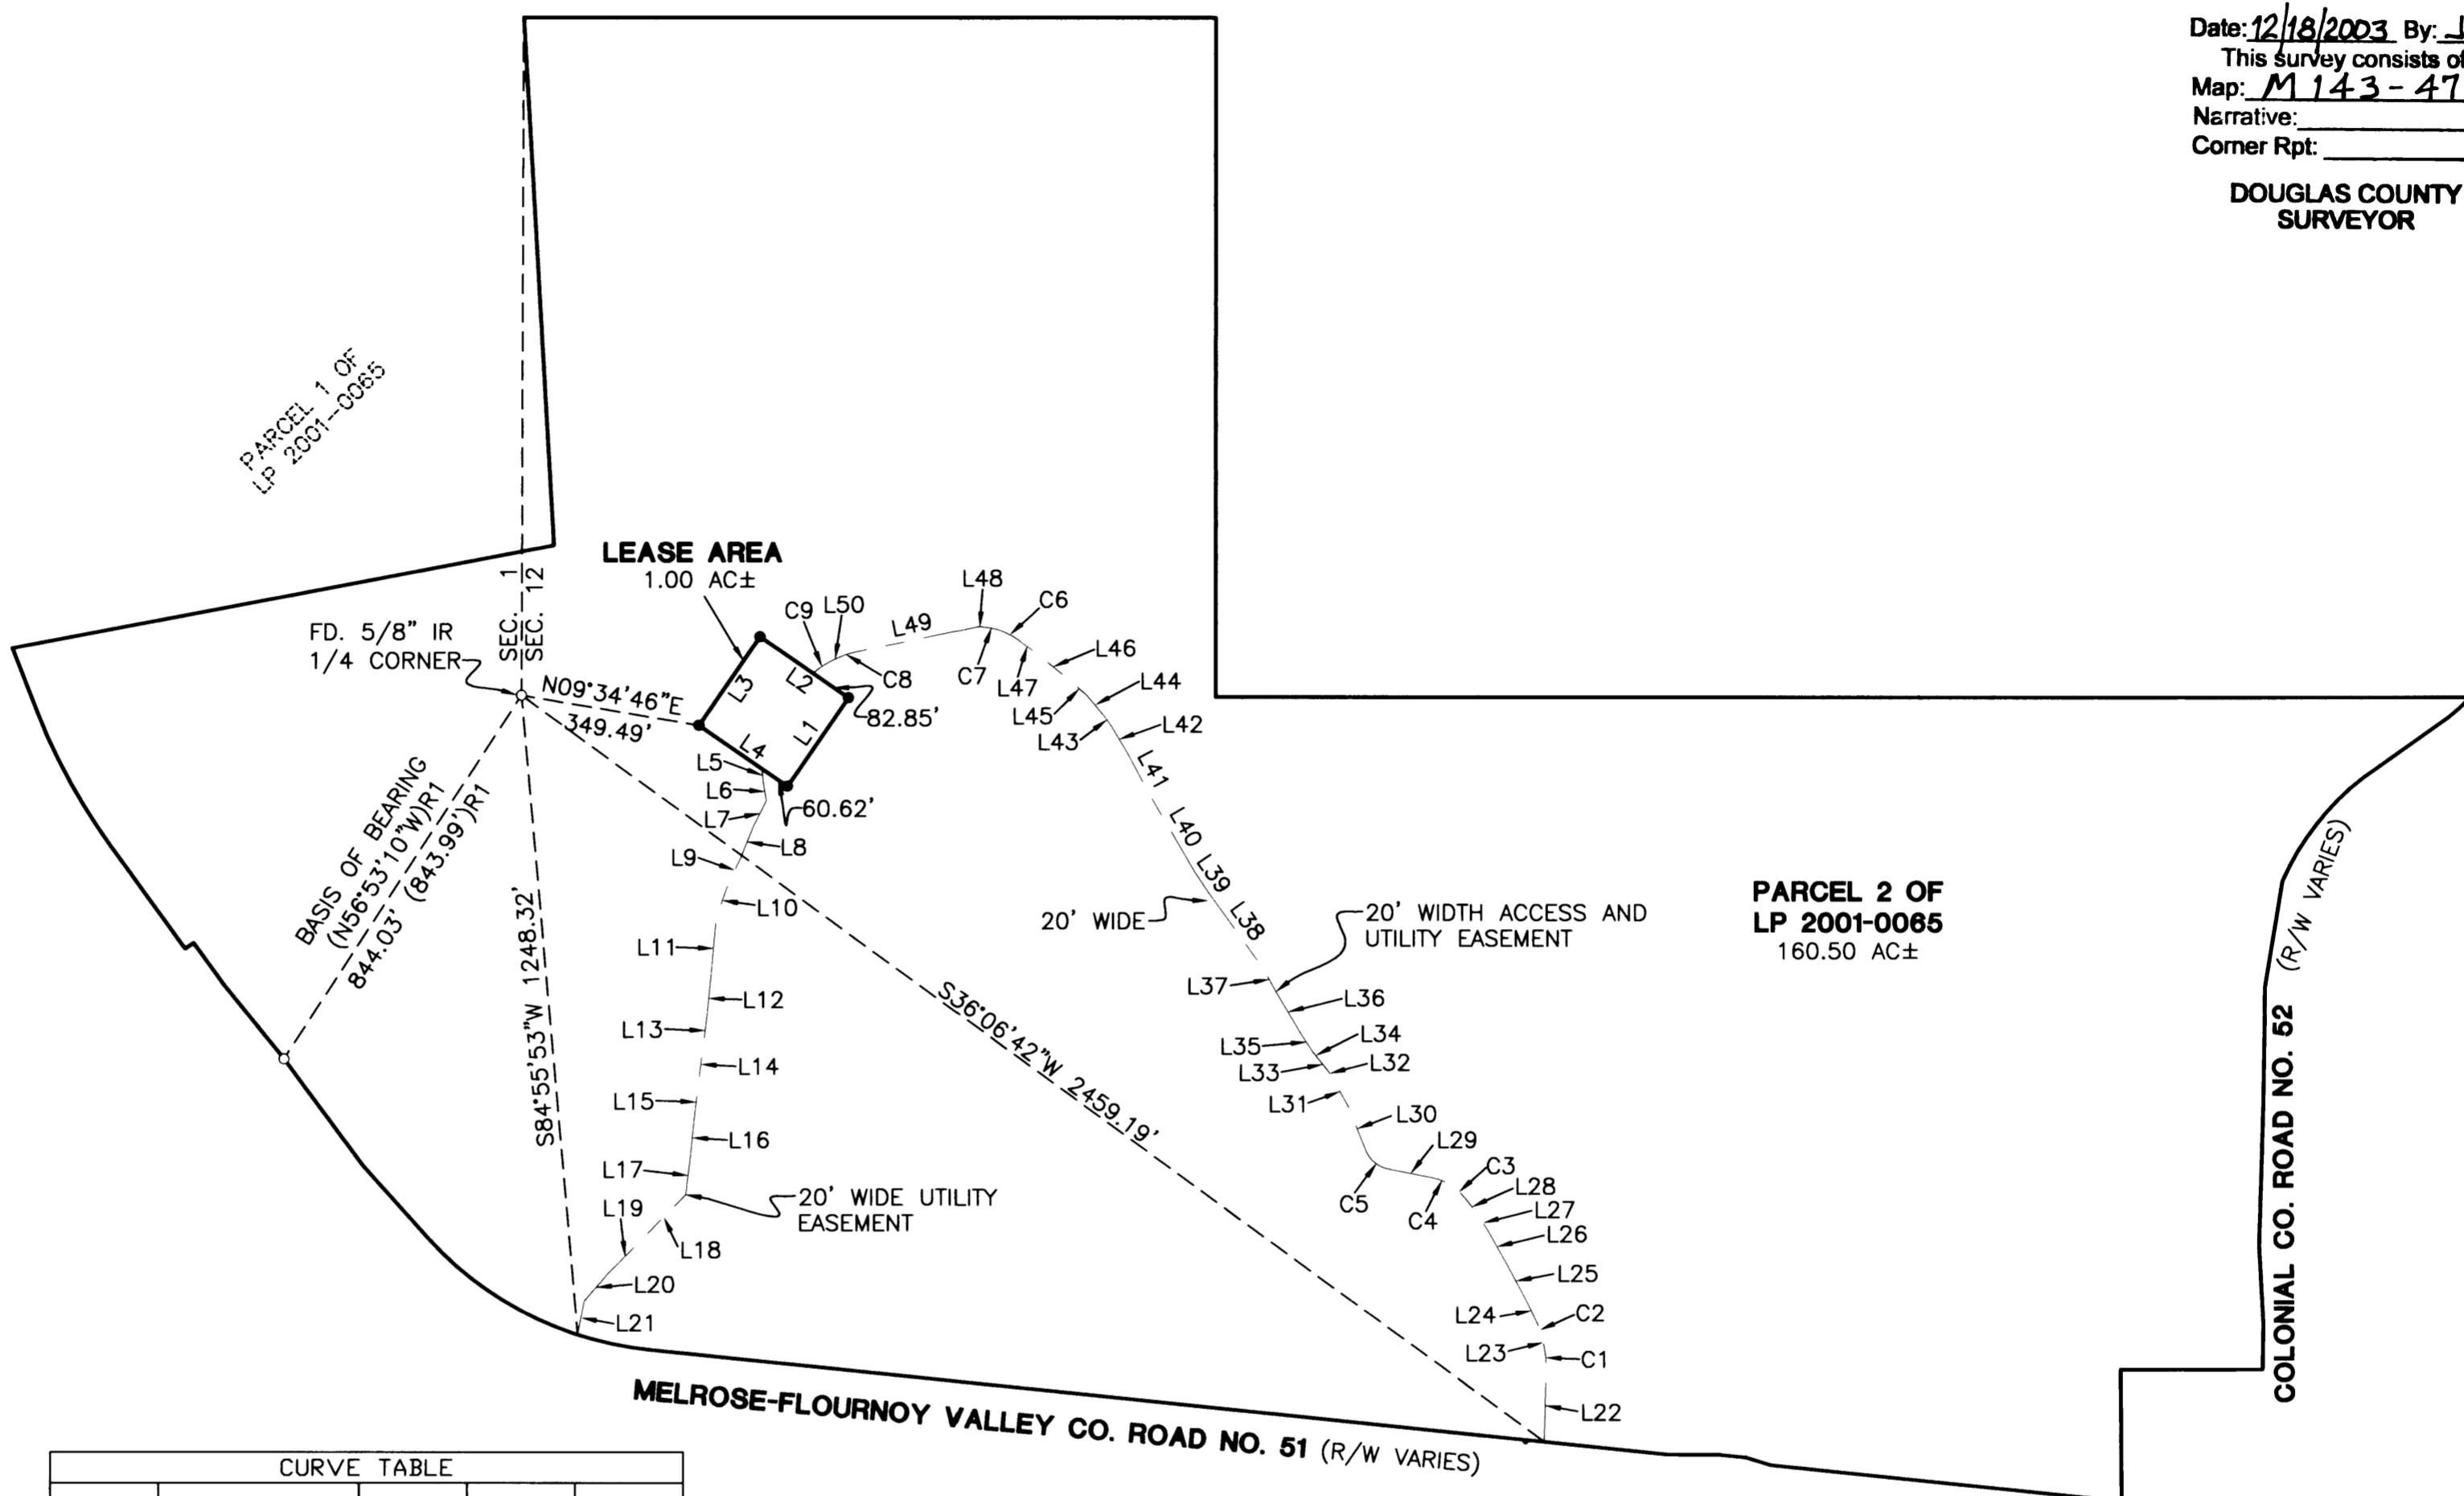 Date: 12/18/2003 By:
This survey consists of
Map: M 143-47
Narrative:
Corner Rpt:
DOUGLAS COUNTY
SURVEYOR
PARCEL 1 OF
LP 2001-0065
SEC. 1
SEC. 12
LEASE AREA
1.00 AC±
FD. 5/8" IR
1/4 CORNER
N09°34'46"E
349.49'
L3
L2
L1
L4
82.85'
60.62'
C9
L50
C8
L49
L48
C6
C7
L47
L46
L45
L44
L43
L42
L41
L40
L39
L38
L5
L6
L7
L8
L9
L10
L11
L12
L13
L14
L15
L16
L17
L18
L19
L20
L21
BASIS OF BEARING
(N56°53'10"W)R1
844.03' (843.99')R1
S84°55'53"W 1248.32'
S36°06'42"W 2459.19'
20' WIDE
20' WIDTH ACCESS AND
UTILITY EASEMENT
PARCEL 2 OF
LP 2001-0065
160.50 AC±
L37
L36
L35
L34
L33
L32
L31
L30
L29
C5
C4
C3
L28
L27
L26
L25
L24
C2
L23
C1
L22
20' WIDE UTILITY
EASEMENT
COLONIAL CO. ROAD NO. 52 (R/W VARIES)
MELROSE-FLOURNOY VALLEY CO. ROAD NO. 51 (R/W VARIES)
CURVE TABLE